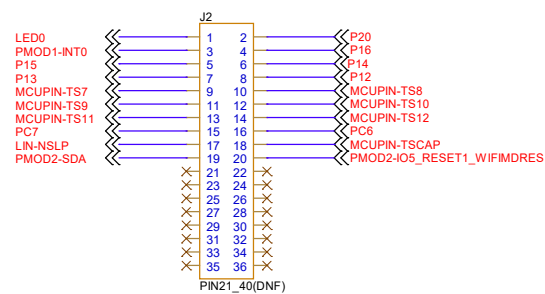 J2
LED0 1 2 P20
PMOD1-INT0 3 4 P16
P15 5 6 P14
P13 7 8 P12
MCUPIN-TS7 9 10 MCUPIN-TS8
MCUPIN-TS9 11 12 MCUPIN-TS10
MCUPIN-TS11 13 14 MCUPIN-TS12
PC7 15 16 PC6
LIN-NSLP 17 18 MCUPIN-TSCAP
PMOD2-SDA 19 20 PMOD2-IO5_RESET1_WIFIMDRES
21 22
23 24
25 26
27 28
29 30
31 32
33 34
35 36
PIN21_40(DNF)